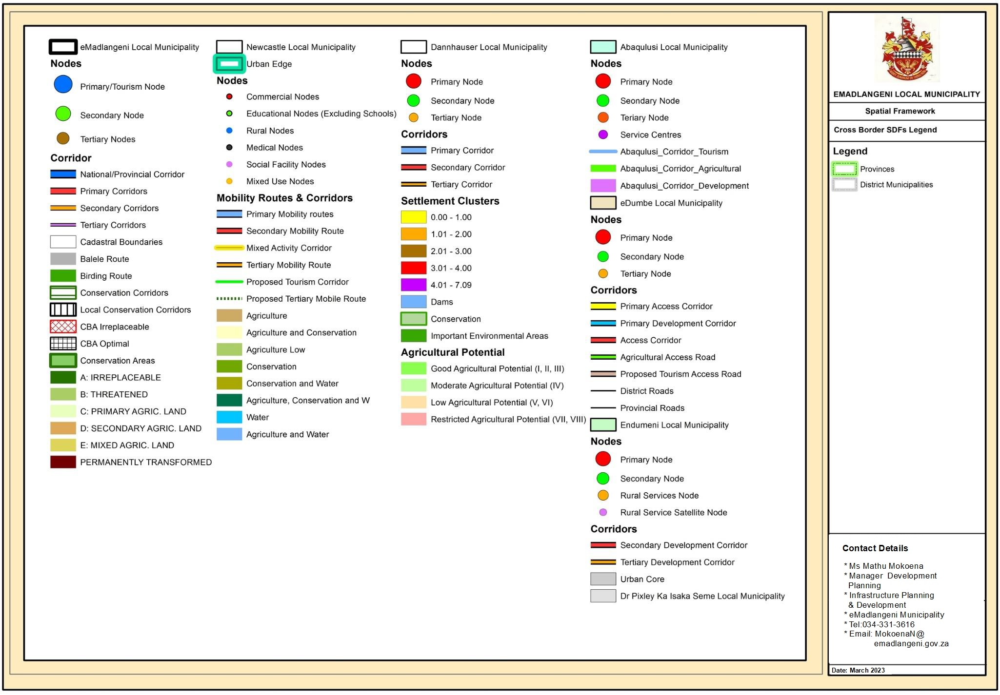 eMadlangeni Local Municipality
Nodes
Primary/Tourism Node
Secondary Node
Tertiary Nodes
Corridor
National/Provincial Corridor
Primary Corridors
Secondary Corridors
Tertiary Corridors
Cadastral Boundaries
Balele Route
Birding Route
Conservation Corridors
Local Conservation Corridors
CBA Irreplaceable
CBA Optimal
Conservation Areas
A: IRREPLACEABLE
B: THREATENED
C: PRIMARY AGRIC. LAND
D: SECONDARY AGRIC. LAND
E: MIXED AGRIC. LAND
PERMANENTLY TRANSFORMED
Newcastle Local Municipality
Urban Edge
Nodes
Commercial Nodes
Educational Nodes (Excluding Schools)
Rural Nodes
Medical Nodes
Social Facility Nodes
Mixed Use Nodes
Mobility Routes & Corridors
Primary Mobility routes
Secondary Mobility Route
Mixed Activity Corridor
Tertiary Mobility Route
Proposed Tourism Corridor
Proposed Tertiary Mobile Route
Agriculture
Agriculture and Conservation
Agriculture Low
Conservation
Conservation and Water
Agriculture, Conservation and W
Water
Agriculture and Water
Dannhauser Local Municipality
Nodes
Primary Node
Secondary Node
Tertiary Node
Corridors
Primary Corridor
Secondary Corridor
Tertiary Corridor
Settlement Clusters
0.00 - 1.00
1.01 - 2.00
2.01 - 3.00
3.01 - 4.00
4.01 - 7.09
Dams
Conservation
Important Environmental Areas
Agricultural Potential
Good Agricultural Potential (I, II, III)
Moderate Agricultural Potential (IV)
Low Agricultural Potential (V, VI)
Restricted Agricultural Potential (VII, VIII)
Abaqulusi Local Municipality
Nodes
Primary Node
Seondary Node
Teriary Node
Service Centres
Abaqulusi_Corridor_Tourism
Abaqulusi_Corridor_Agricultural
Abaqulusi_Corridor_Development
eDumbe Local Municipality
Nodes
Primary Node
Secondary Node
Tertiary Node
Corridors
Primary Access Corridor
Primary Development Corridor
Access Corridor
Agricultural Access Road
Proposed Tourism Access Road
District Roads
Provincial Roads
Endumeni Local Municipality
Nodes
Primary Node
Secondary Node
Rural Services Node
Rural Service Satellite Node
Corridors
Secondary Development Corridor
Tertiary Development Corridor
Urban Core
Dr Pixley Ka Isaka Seme Local Municipality
EMADLANGENI LOCAL MUNICIPALITY
Spatial Framework
Cross Border SDFs Legend
Legend
Provinces
District Municipalities
Contact Details
* Ms Mathu Mokoena
* Manager Development
Planning
* Infrastructure Planning
& Development
* eMadlangeni Municipality
* Tel:034-331-3616
* Email: MokoenaN@
emadlangeni.gov.za
Date: March 2023